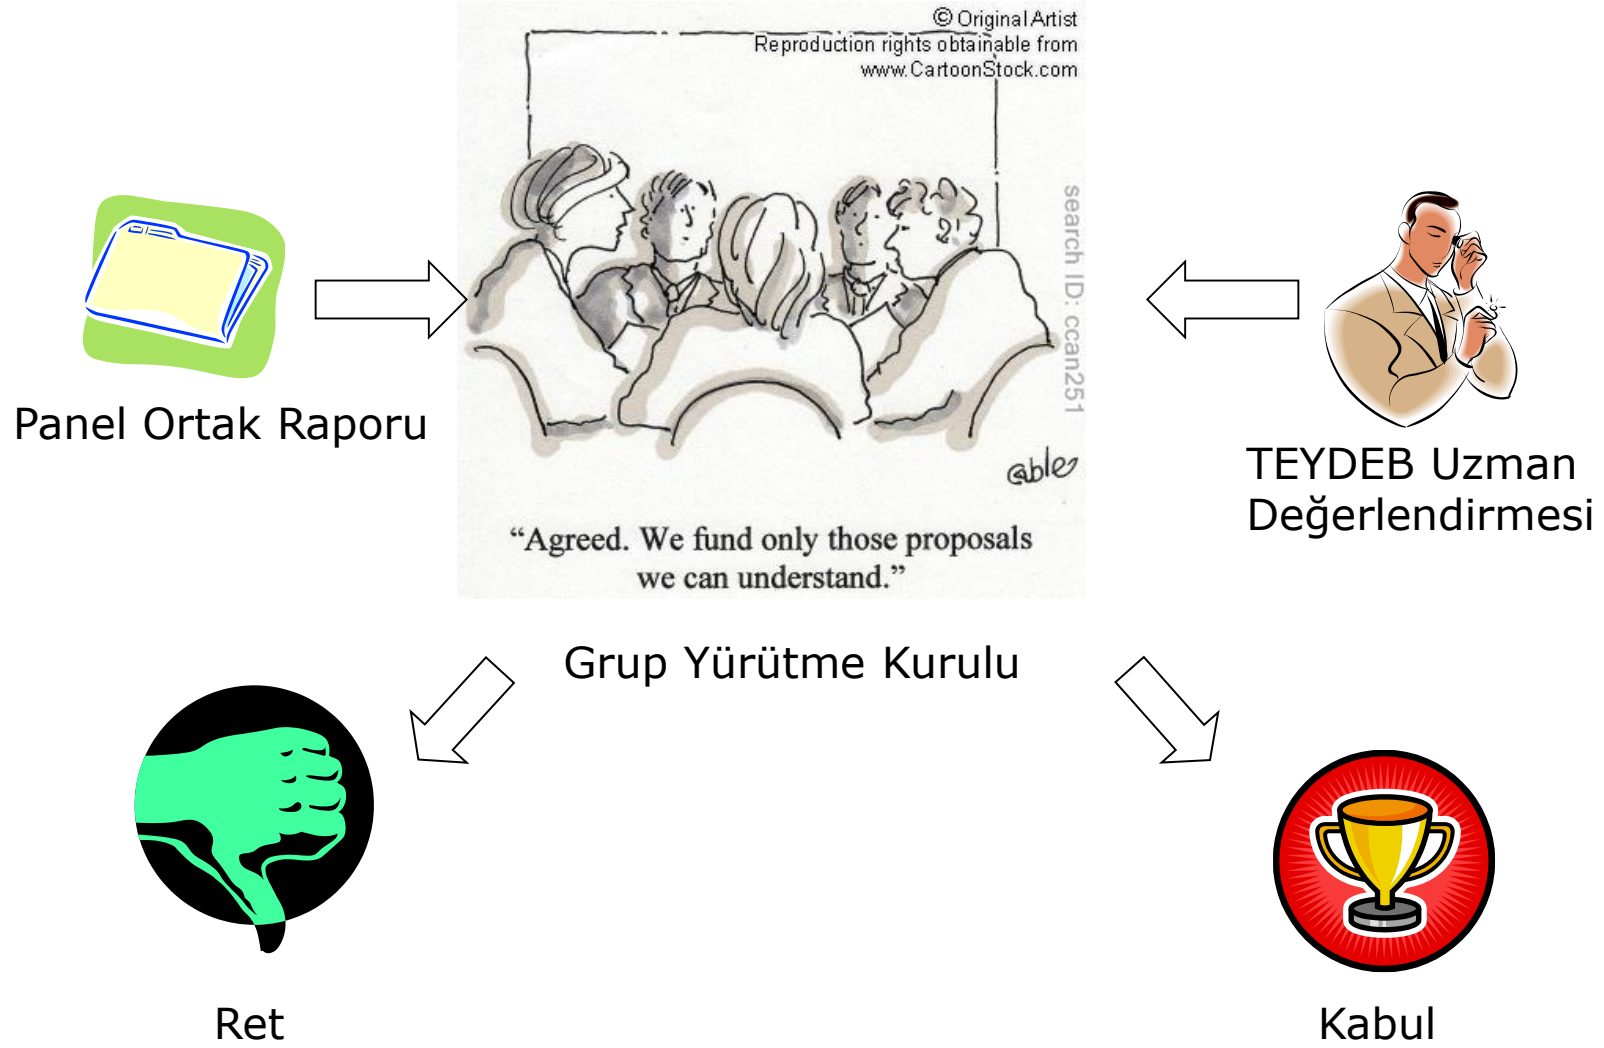 © Original Artist
Reproduction rights obtainable from
www.CartoonStock.com
search ID: ccan251
Panel Ortak Raporu
TEYDEB Uzman
Değerlendirmesi
“Agreed. We fund only those proposals
we can understand.”
Grup Yürütme Kurulu
Ret
Kabul